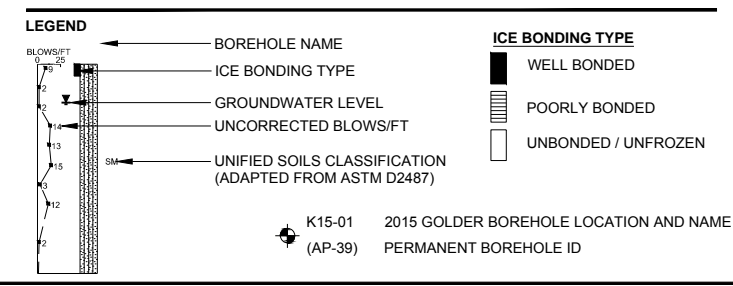 LEGEND
BLOWS/FT
0 25
9
2
2
14
13
15
3
12
2
SM
BOREHOLE NAME
ICE BONDING TYPE
GROUNDWATER LEVEL
UNCORRECTED BLOWS/FT
UNIFIED SOILS CLASSIFICATION
(ADAPTED FROM ASTM D2487)
ICE BONDING TYPE
WELL BONDED
POORLY BONDED
UNBONDED / UNFROZEN
K15-01 2015 GOLDER BOREHOLE LOCATION AND NAME
(AP-39) PERMANENT BOREHOLE ID